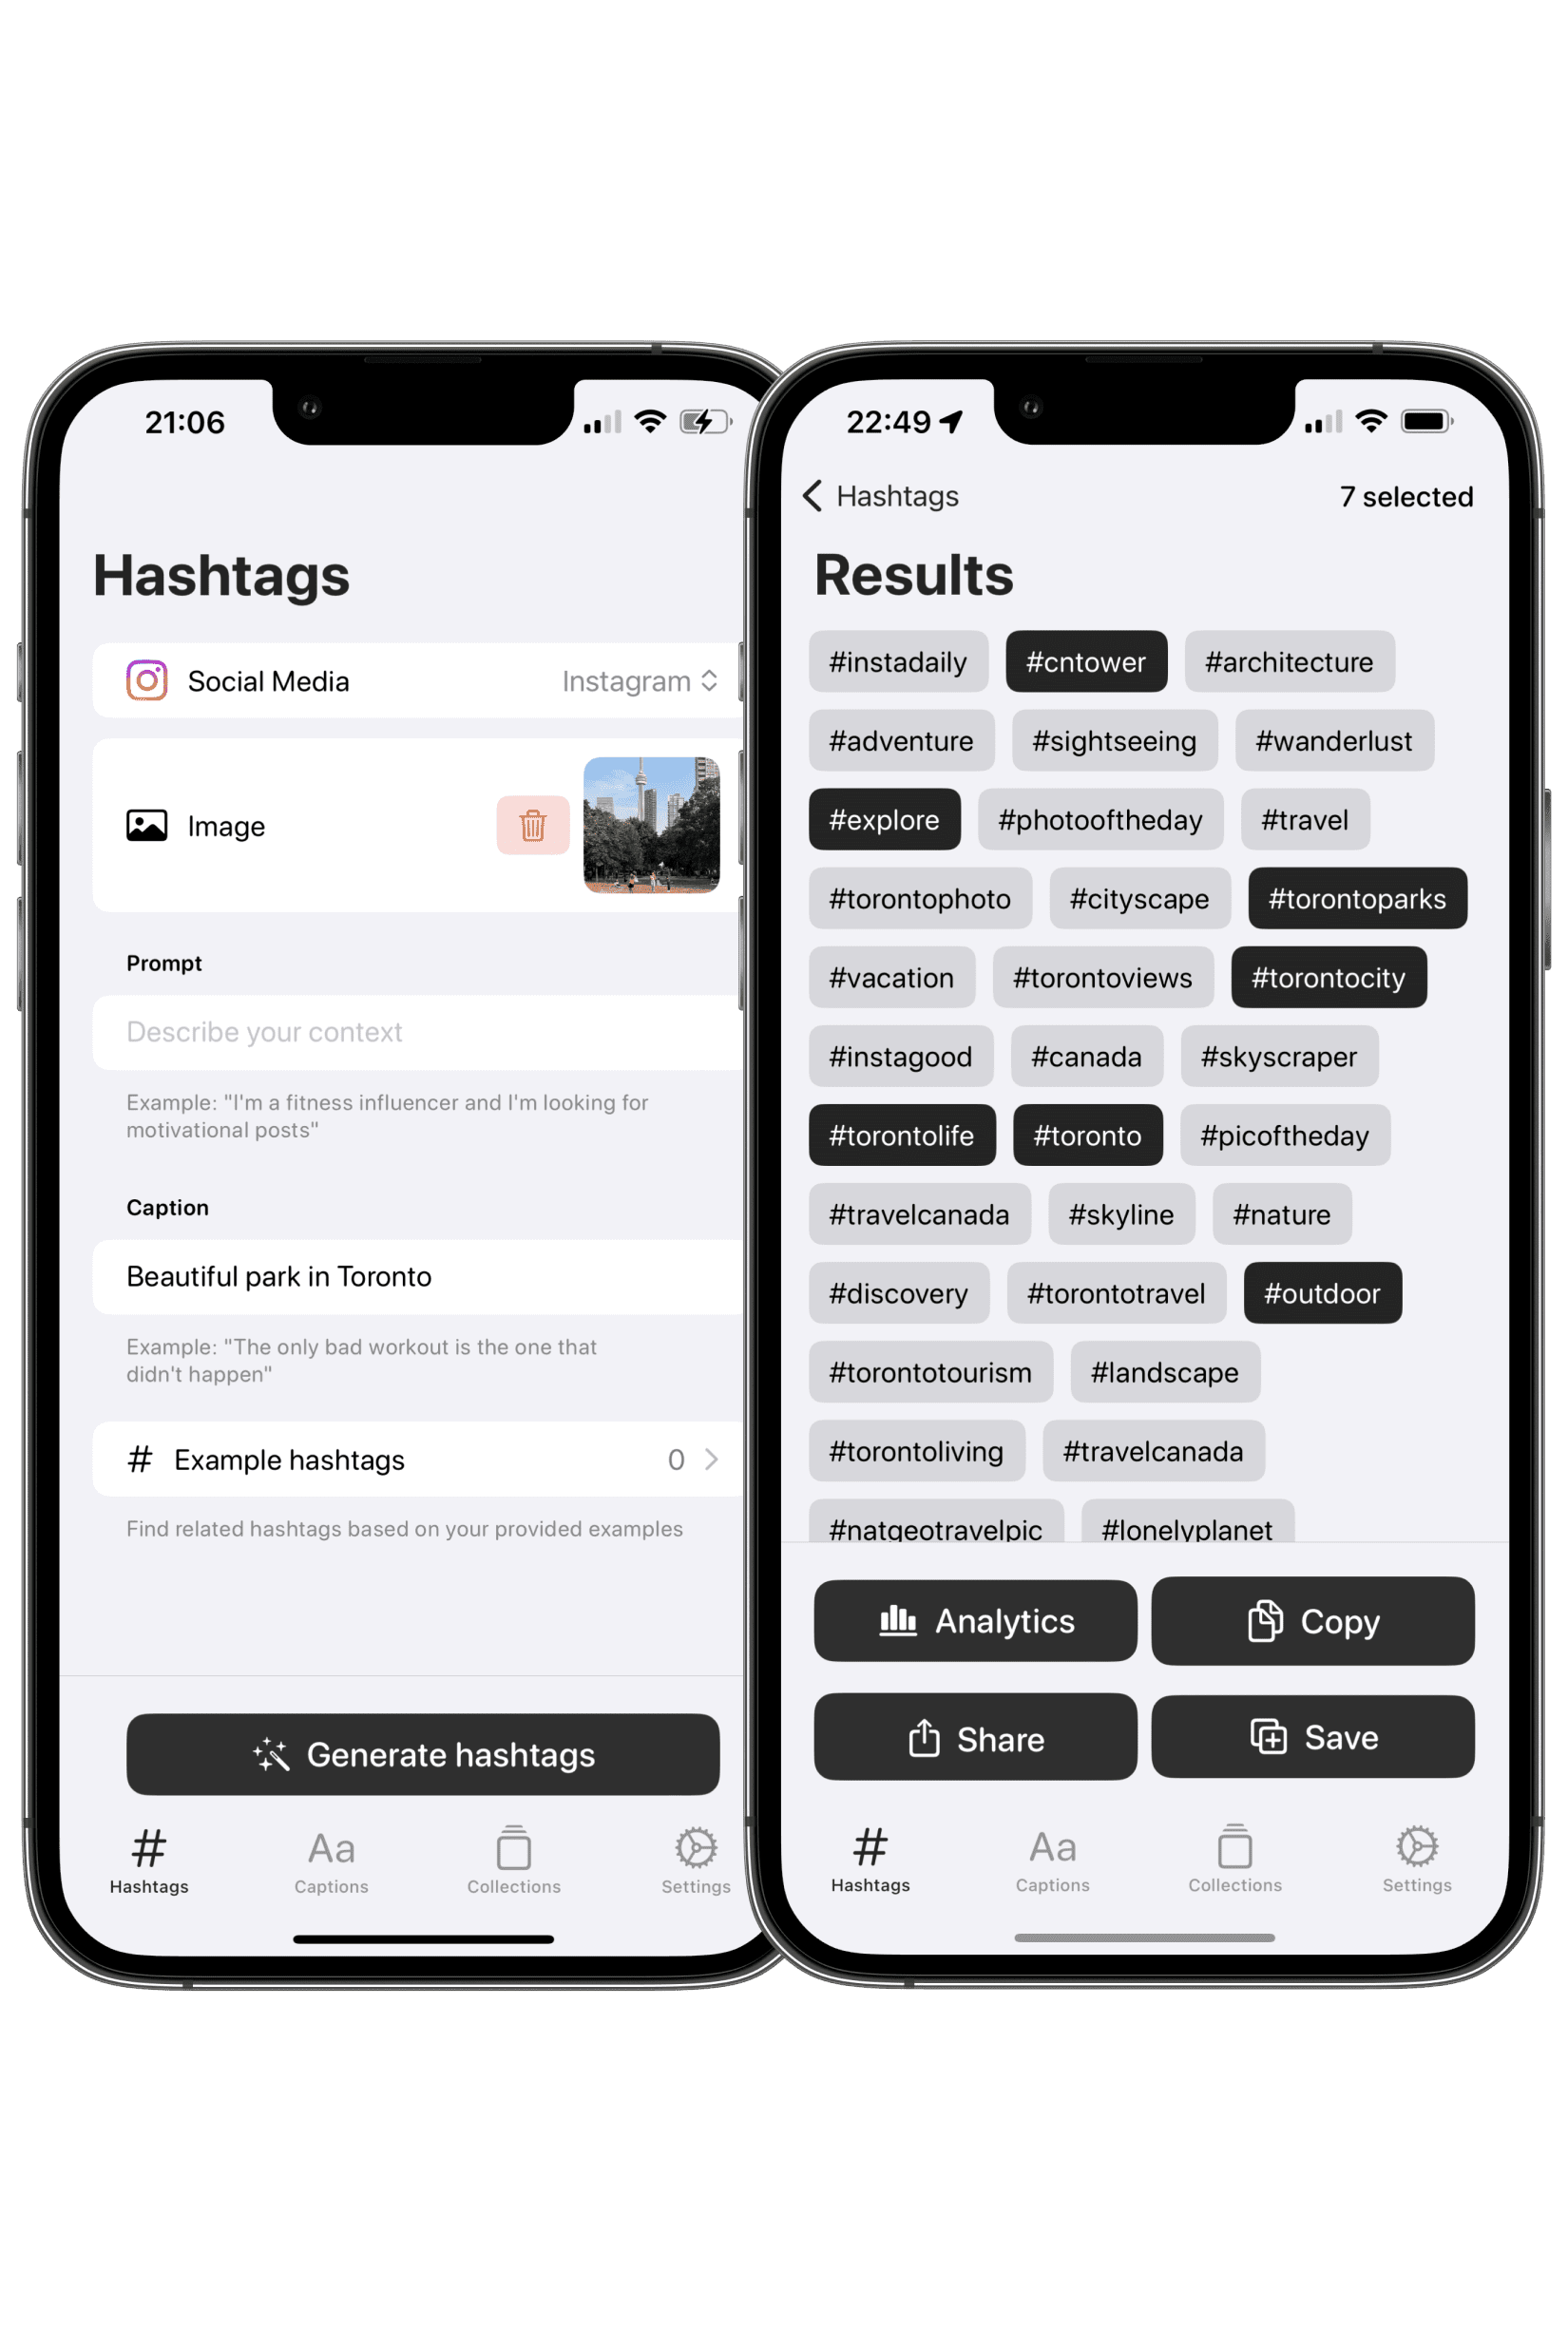 21:06
Hashtags
Social Media
Instagram
Image
Prompt
Describe your context
Example: "I'm a fitness influencer and I'm looking for
motivational posts"
Caption
Beautiful park in Toronto
Example: "The only bad workout is the one that
didn't happen"
# Example hashtags 0
Find related hashtags based on your provided examples
Generate hashtags
# Aa
Hashtags Captions Collections Settings
22:49
Hashtags 7 selected
Results
#instadaily #cntower #architecture
#adventure #sightseeing #wanderlust
#explore #photooftheday #travel
#torontophoto #cityscape #torontoparks
#vacation #torontoviews #torontocity
#instagood #canada #skyscraper
#torontolife #toronto #picoftheday
#travelcanada #skyline #nature
#discovery #torontotravel #outdoor
#torontotourism #landscape
#torontoliving #travelcanada
#natgeotravelpic #lonelyplanet
Analytics Copy
Share Save
# Aa
Hashtags Captions Collections Settings